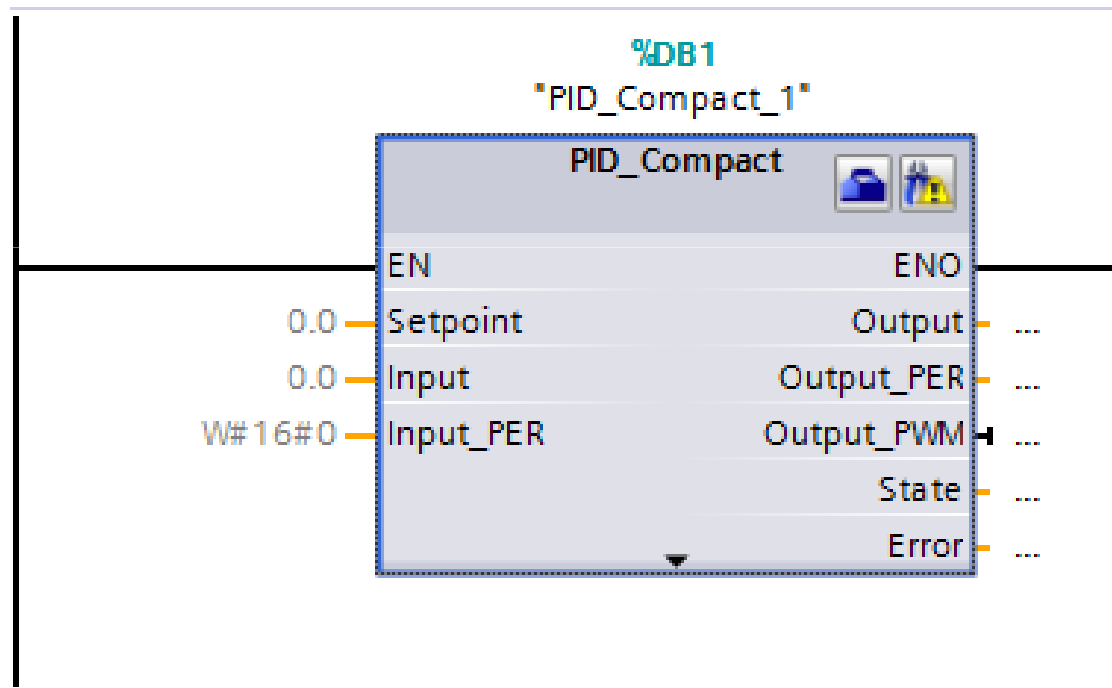 %DB1
"PID_Compact_1"
PID_Compact
EN ENO
0.0 Setpoint Output ...
0.0 Input Output_PER ...
W#16#0 Input_PER Output_PWM ...
State ...
Error ...